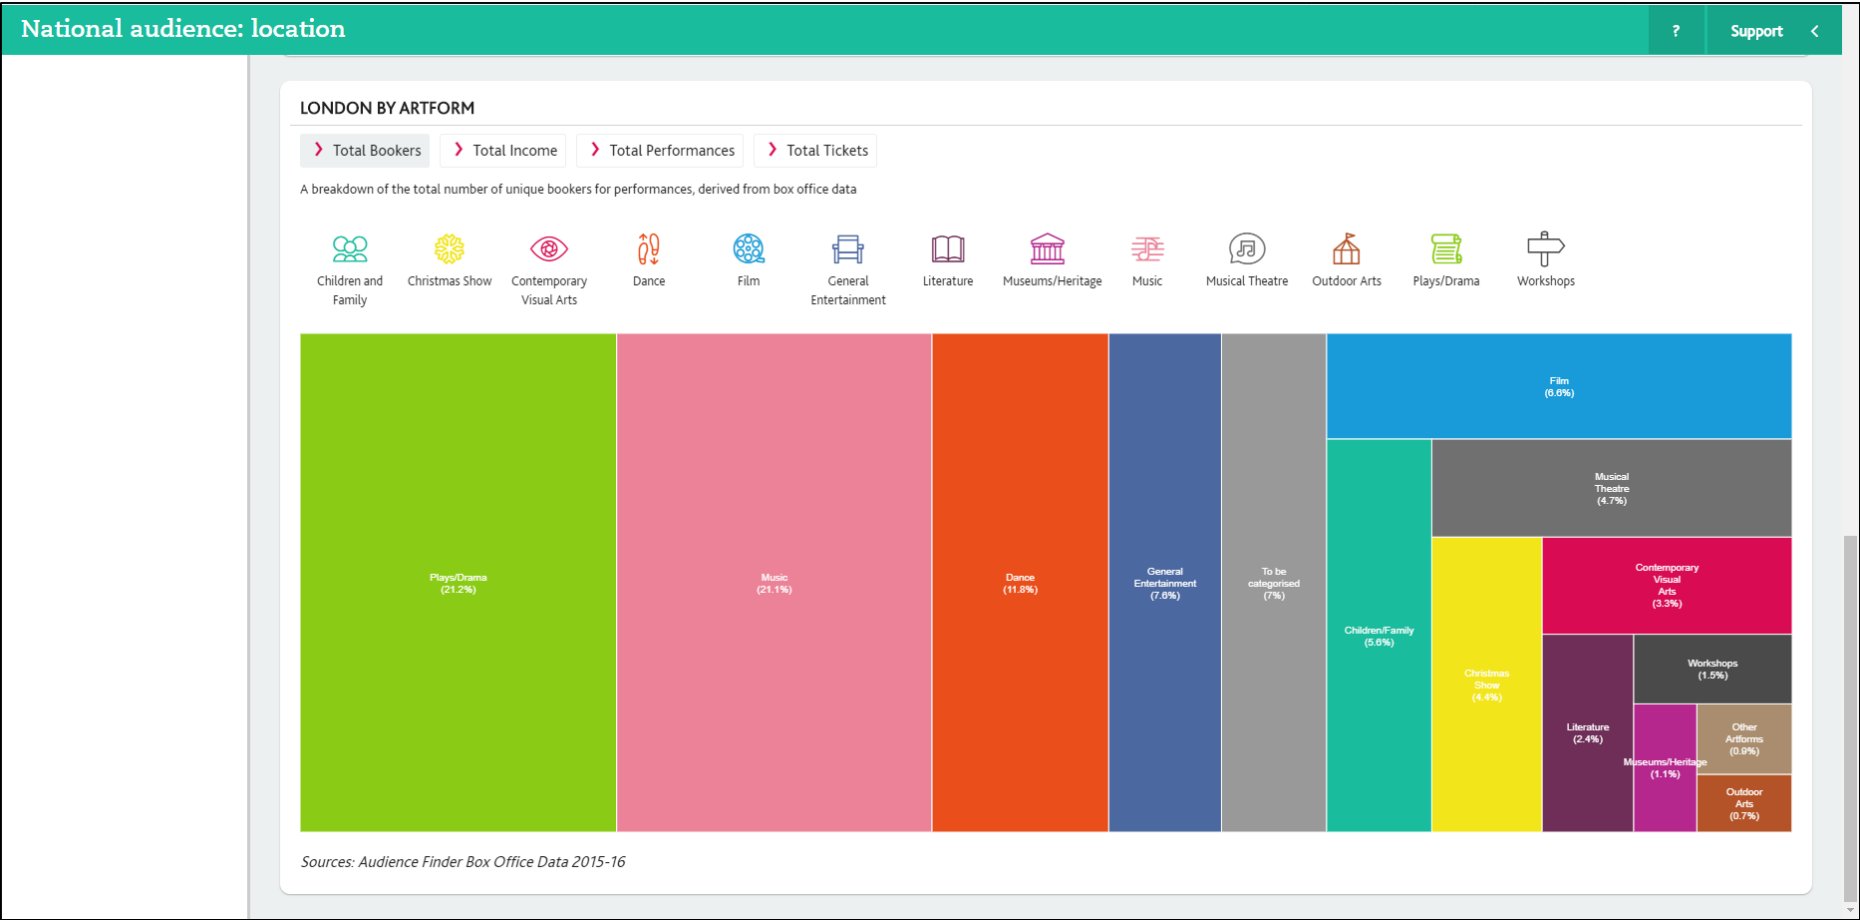 National audience: location
?
Support
LONDON BY ARTFORM
Total Bookers
Total Income
Total Performances
Total Tickets
A breakdown of the total number of unique bookers for performances, derived from box office data
Children and
Family
Christmas Show
Contemporary
Visual Arts
Dance
Film
General
Entertainment
Literature
Museums/Heritage
Music
Musical Theatre
Outdoor Arts
Plays/Drama
Workshops
Plays/Drama
(21.2%)
Music
(21.1%)
Dance
(11.8%)
General
Entertainment
(7.6%)
To be
categorised
(7%)
Film
(6.6%)
Children/Family
(5.6%)
Musical
Theatre
(4.7%)
Christmas
Show
(4.4%)
Contemporary
Visual
Arts
(3.3%)
Literature
(2.4%)
Workshops
(1.5%)
Museums/Heritage
(1.1%)
Other
Artforms
(0.9%)
Outdoor
Arts
(0.7%)
Sources: Audience Finder Box Office Data 2015-16